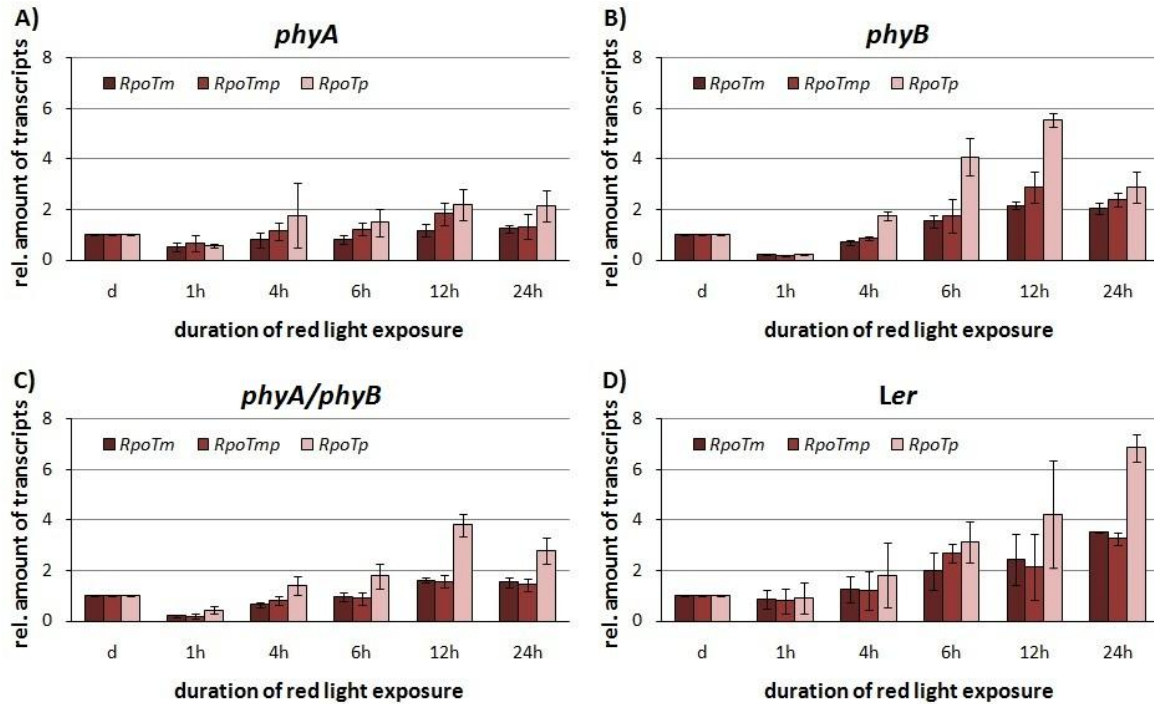 A)
phyA
rel. amount of transcripts
8
6
4
2
0
RpoTm RpoTmp RpoTp
d 1h 4h 6h 12h 24h
duration of red light exposure
B)
phyB
rel. amount of transcripts
8
6
4
2
0
RpoTm RpoTmp RpoTp
d 1h 4h 6h 12h 24h
duration of red light exposure
C)
phyA/phyB
rel. amount of transcripts
8
6
4
2
0
RpoTm RpoTmp RpoTp
d 1h 4h 6h 12h 24h
duration of red light exposure
D)
Ler
rel. amount of transcripts
8
6
4
2
0
RpoTm RpoTmp RpoTp
d 1h 4h 6h 12h 24h
duration of red light exposure